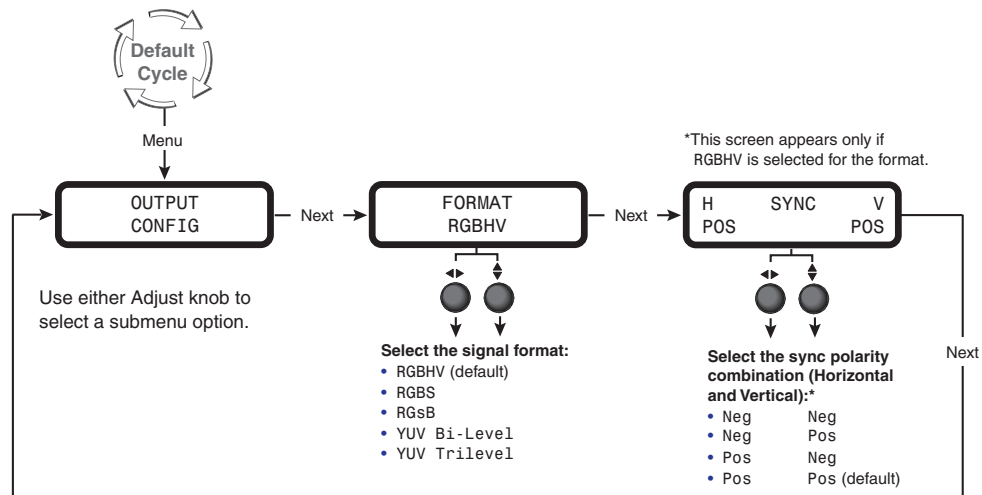 Default
Cycle
Menu
OUTPUT
CONFIG
Use either Adjust knob to
select a submenu option.
Next
FORMAT
RGBHV
Select the signal format:
• RGBHV (default)
• RGBS
• RGsB
• YUV Bi-Level
• YUV Trilevel
Next
*This screen appears only if
RGBHV is selected for the format.
H SYNC V
POS POS
Select the sync polarity
combination (Horizontal
and Vertical):*
• Neg Neg
• Neg Pos
• Pos Neg
• Pos Pos (default)
Next